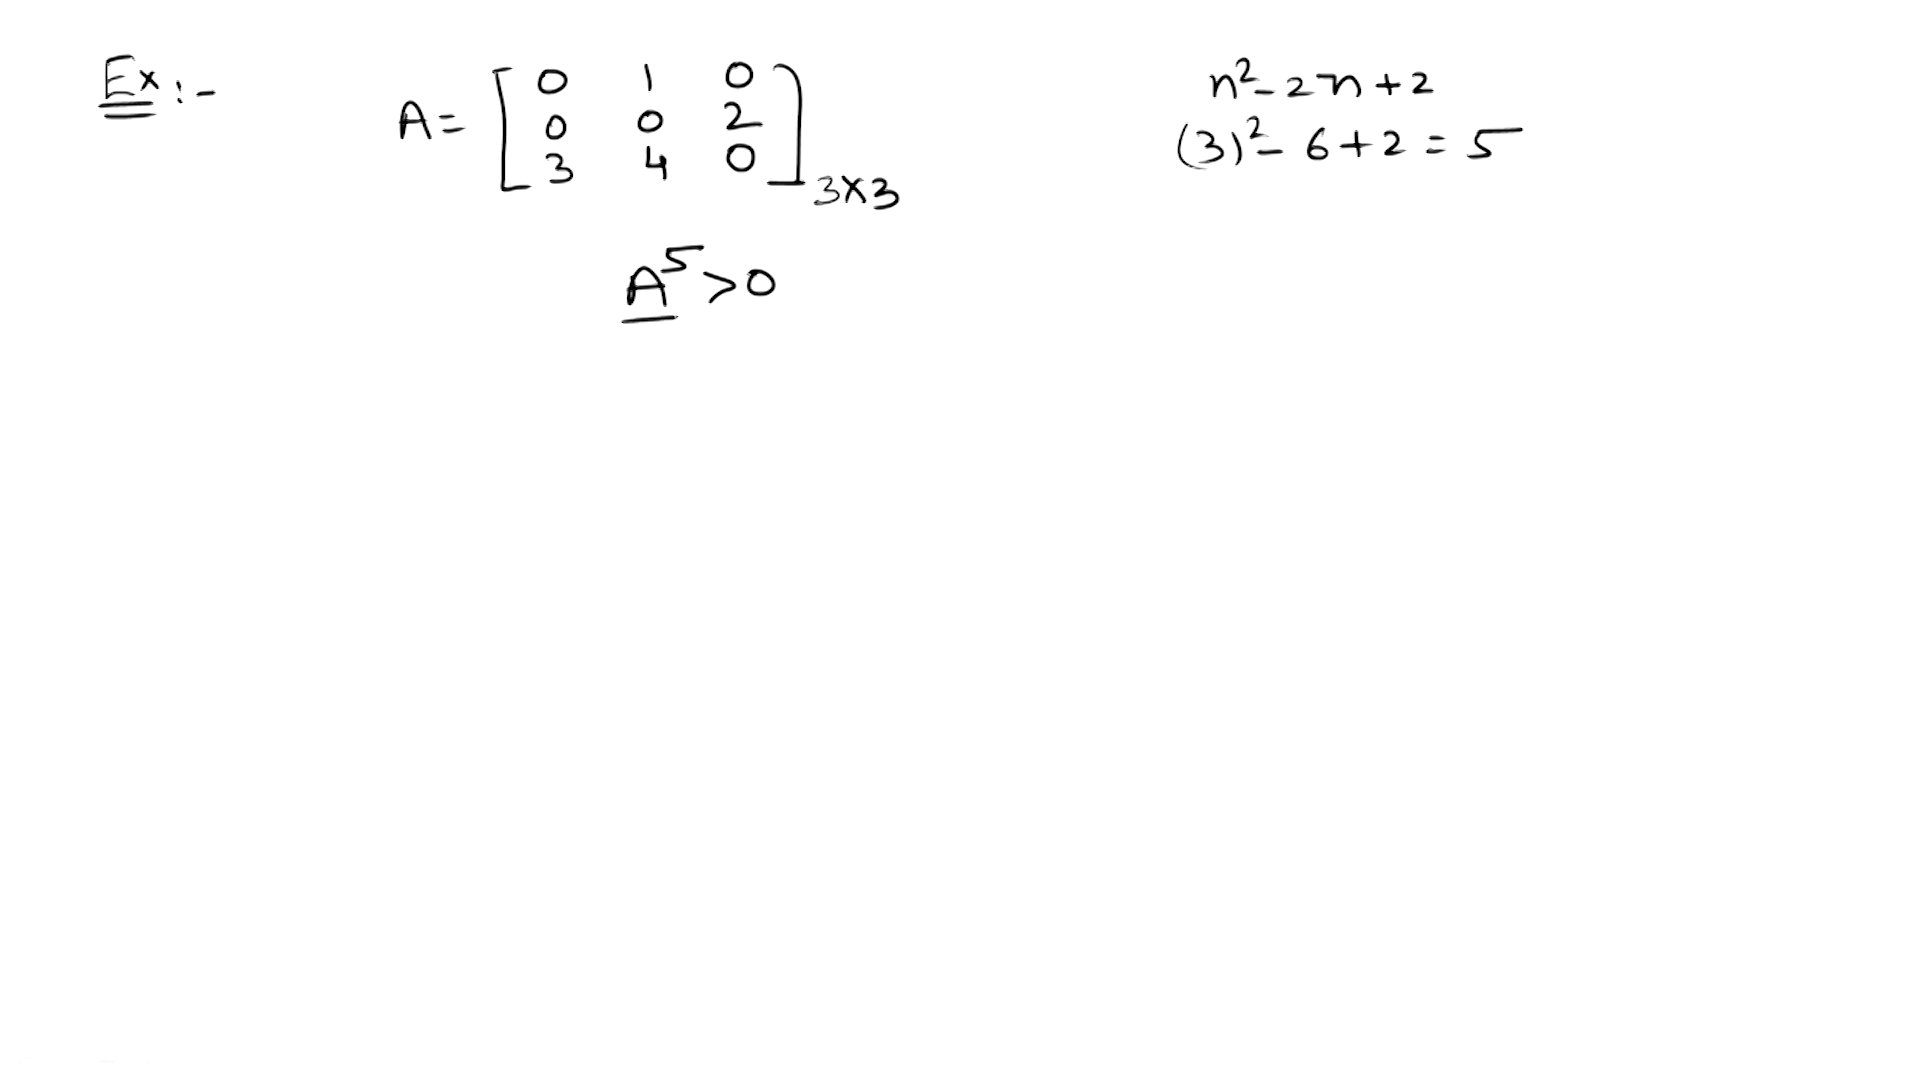 Ex :-
A = [ 0 1 0
0 0 2
3 4 0 ] 3x3
A⁵ > 0
n² - 2n + 2
(3)² - 6 + 2 = 5